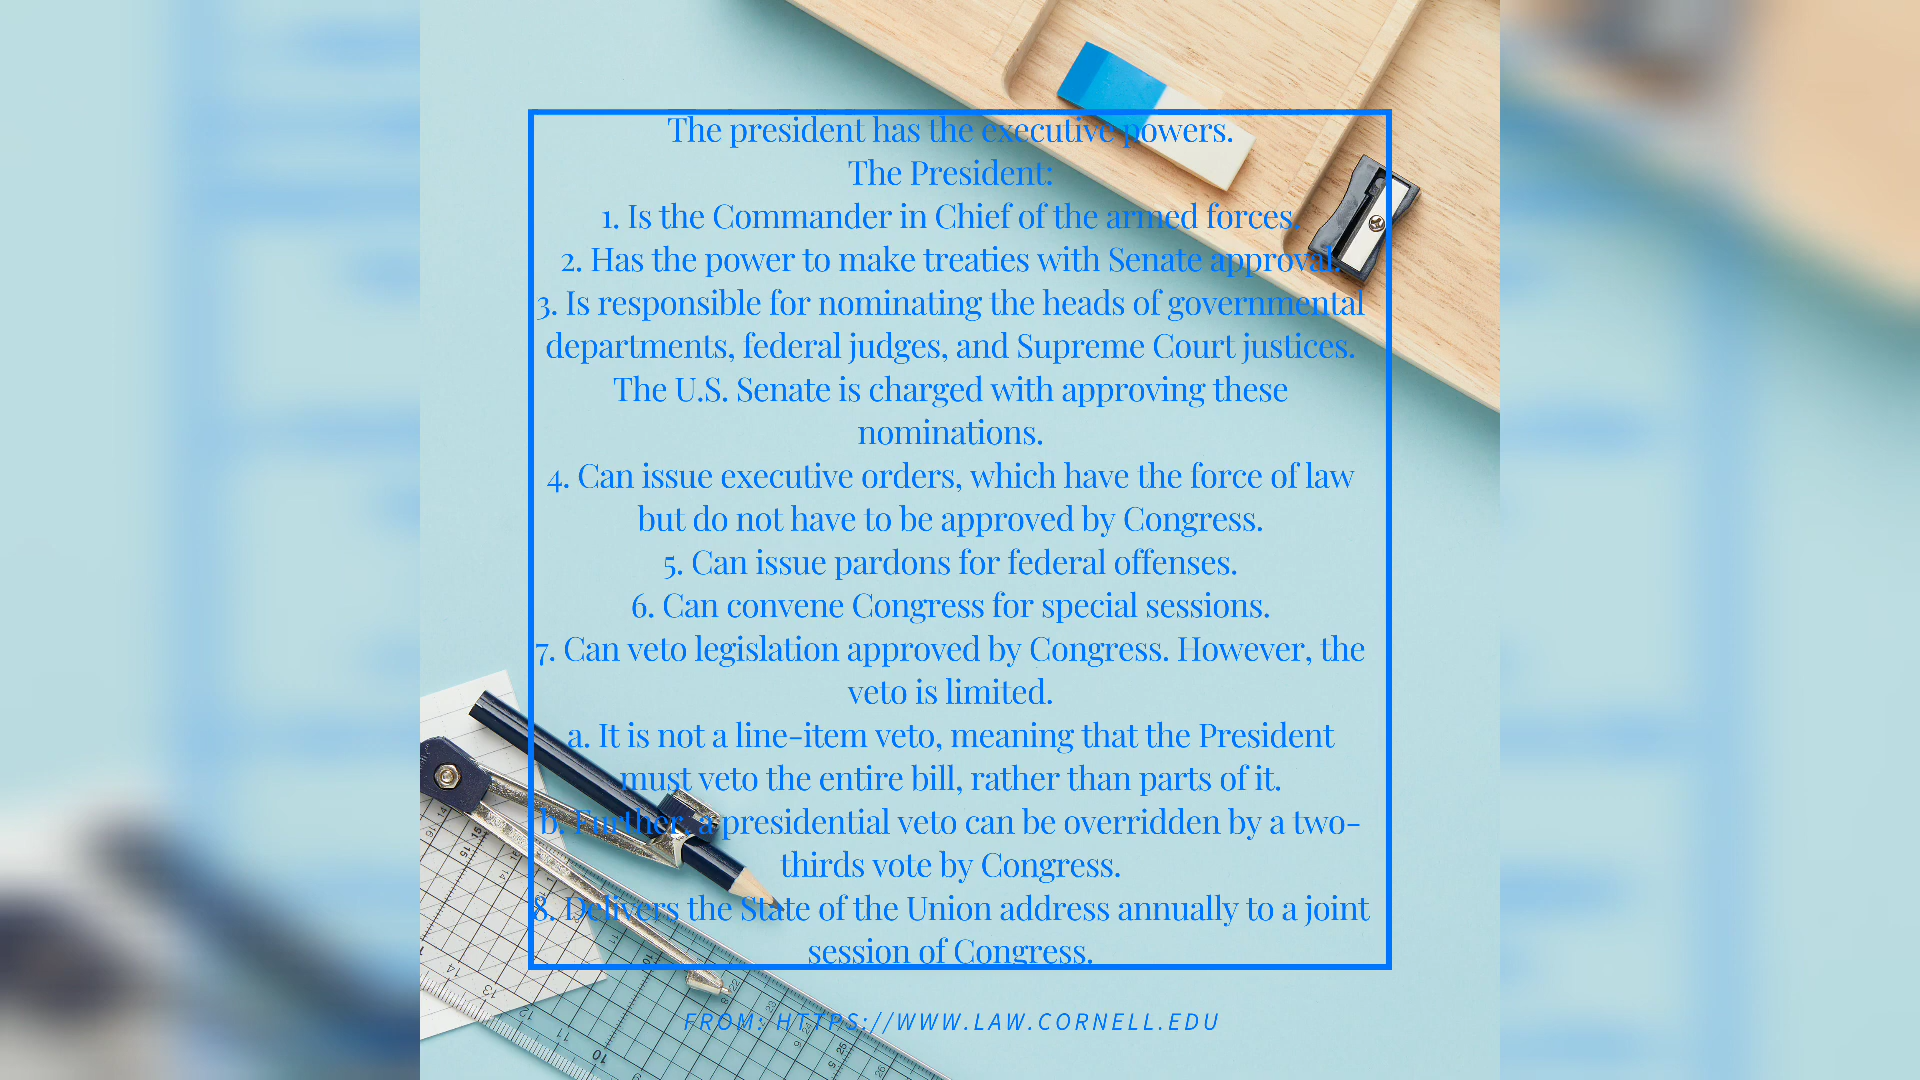 The president has the executive powers.
The President:
1. Is the Commander in Chief of the armed forces.
2. Has the power to make treaties with Senate approval.
3. Is responsible for nominating the heads of governmental
departments, federal judges, and Supreme Court justices.
The U.S. Senate is charged with approving these
nominations.
4. Can issue executive orders, which have the force of law
but do not have to be approved by Congress.
5. Can issue pardons for federal offenses.
6. Can convene Congress for special sessions.
7. Can veto legislation approved by Congress. However, the
veto is limited.
a. It is not a line-item veto, meaning that the President
must veto the entire bill, rather than parts of it.
b. Further, a presidential veto can be overridden by a two-
thirds vote by Congress.
8. Delivers the State of the Union address annually to a joint
session of Congress.
FROM: HTTPS://WWW.LAW.CORNELL.EDU